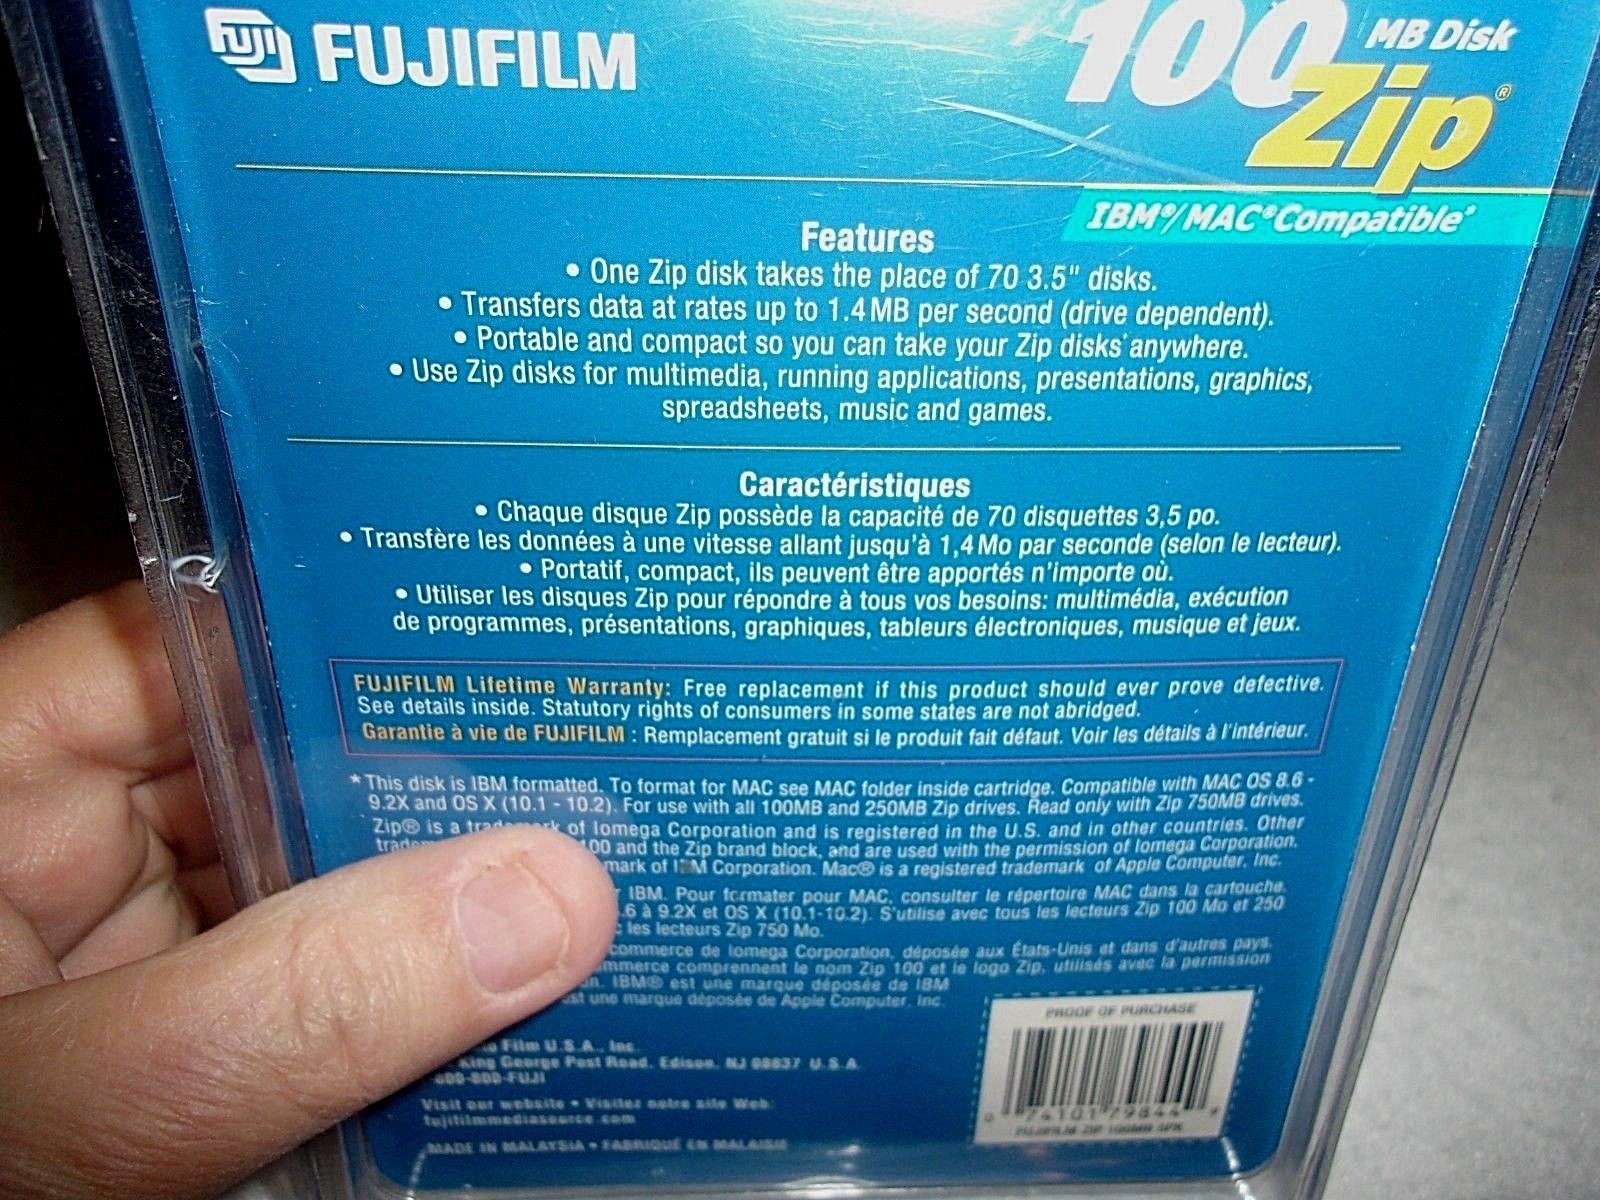 FUJI FUJIFILM
100 MB Disk
Zip®
IBM®/MAC® Compatible*
Features
• One Zip disk takes the place of 70 3.5" disks.
• Transfers data at rates up to 1.4 MB per second (drive dependent).
• Portable and compact so you can take your Zip disks anywhere.
• Use Zip disks for multimedia, running applications, presentations, graphics,
spreadsheets, music and games.
Caractéristiques
• Chaque disque Zip possède la capacité de 70 disquettes 3,5 po.
• Transfère les données à une vitesse allant jusqu'à 1,4 Mo par seconde (selon le lecteur).
• Portatif, compact, ils peuvent être apportés n'importe où.
• Utiliser les disques Zip pour répondre à tous vos besoins: multimédia, exécution
de programmes, présentations, graphiques, tableurs électroniques, musique et jeux.
FUJIFILM Lifetime Warranty: Free replacement if this product should ever prove defective.
See details inside. Statutory rights of consumers in some states are not abridged.
Garantie à vie de FUJIFILM : Remplacement gratuit si le produit fait défaut. Voir les détails à l'intérieur.
* This disk is IBM formatted. To format for MAC see MAC folder inside cartridge. Compatible with MAC OS 8.6 -
9.2X and OS X (10.1 - 10.2). For use with all 100MB and 250MB Zip drives. Read only with Zip 750MB drives.
Zip® is a trademark of Iomega Corporation and is registered in the U.S. and in other countries. Other
100 and the Zip brand block, and are used with the permission of Iomega Corporation.
mark of IBM Corporation. Mac® is a registered trademark of Apple Computer, Inc.
IBM. Pour formater pour MAC, consulter le répertoire MAC dans la cartouche.
.6 à 9.2X et OS X (10.1-10.2). S'utilise avec tous les lecteurs Zip 100 Mo et 250
les lecteurs Zip 750 Mo.
commerce de Iomega Corporation, déposée aux États-Unis et dans d'autres pays.
mmerce comprennent le nom Zip 100 et le logo Zip, utilisés avec la permission
n. IBM® est une marque déposée de IBM
st une marque déposée de Apple Computer, Inc.
Film U.S.A., Inc.
King George Post Road, Edison, NJ 08837 U.S.A.
800-800-FUJI
Visit our website • Visitez notre site Web:
fujifilmmediasource.com
MADE IN MALAYSIA • FABRIQUÉ EN MALAISIE
PROOF OF PURCHASE
74101 79844
FUJIFILM ZIP 100MB